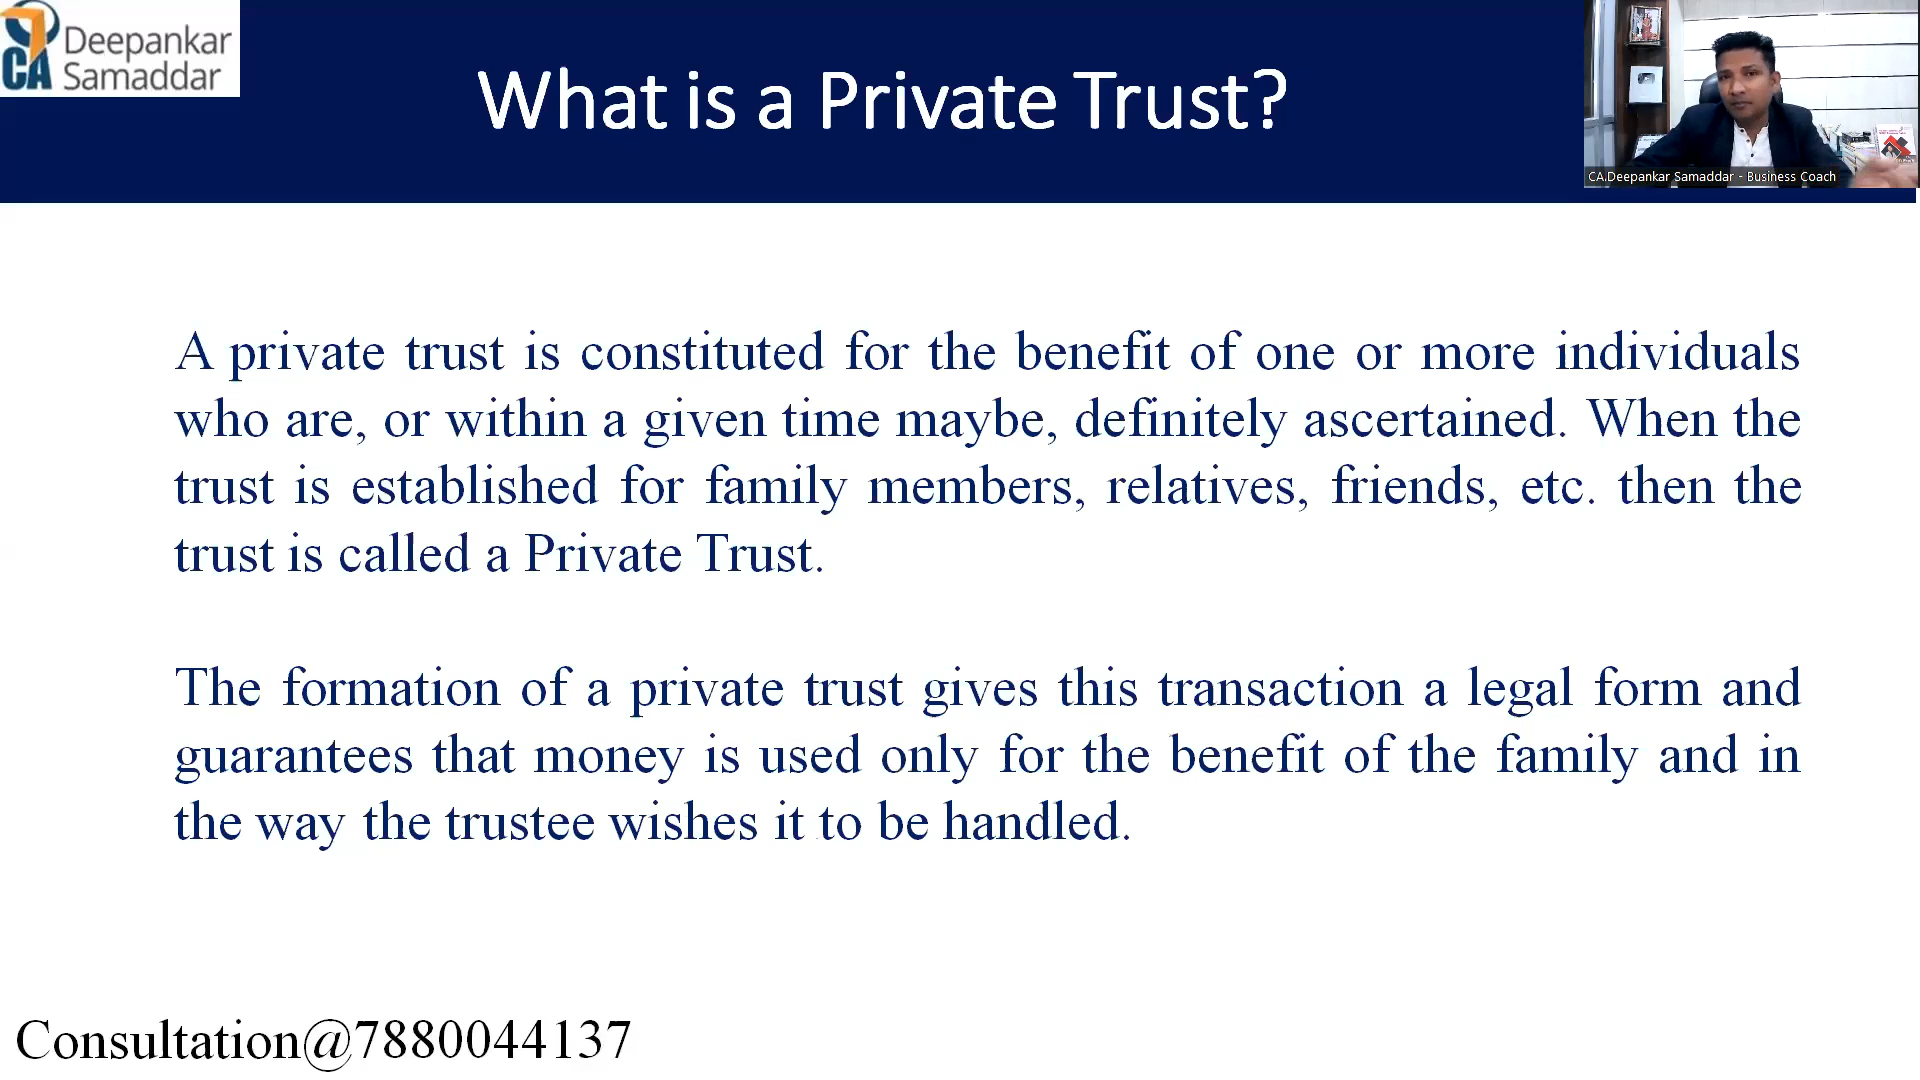 Deepankar
Samaddar
CA
What is a Private Trust?
CA.Deepankar Samaddar - Business Coach
A private trust is constituted for the benefit of one or more individuals
who are, or within a given time maybe, definitely ascertained. When the
trust is established for family members, relatives, friends, etc. then the
trust is called a Private Trust.
The formation of a private trust gives this transaction a legal form and
guarantees that money is used only for the benefit of the family and in
the way the trustee wishes it to be handled.
Consultation@7880044137